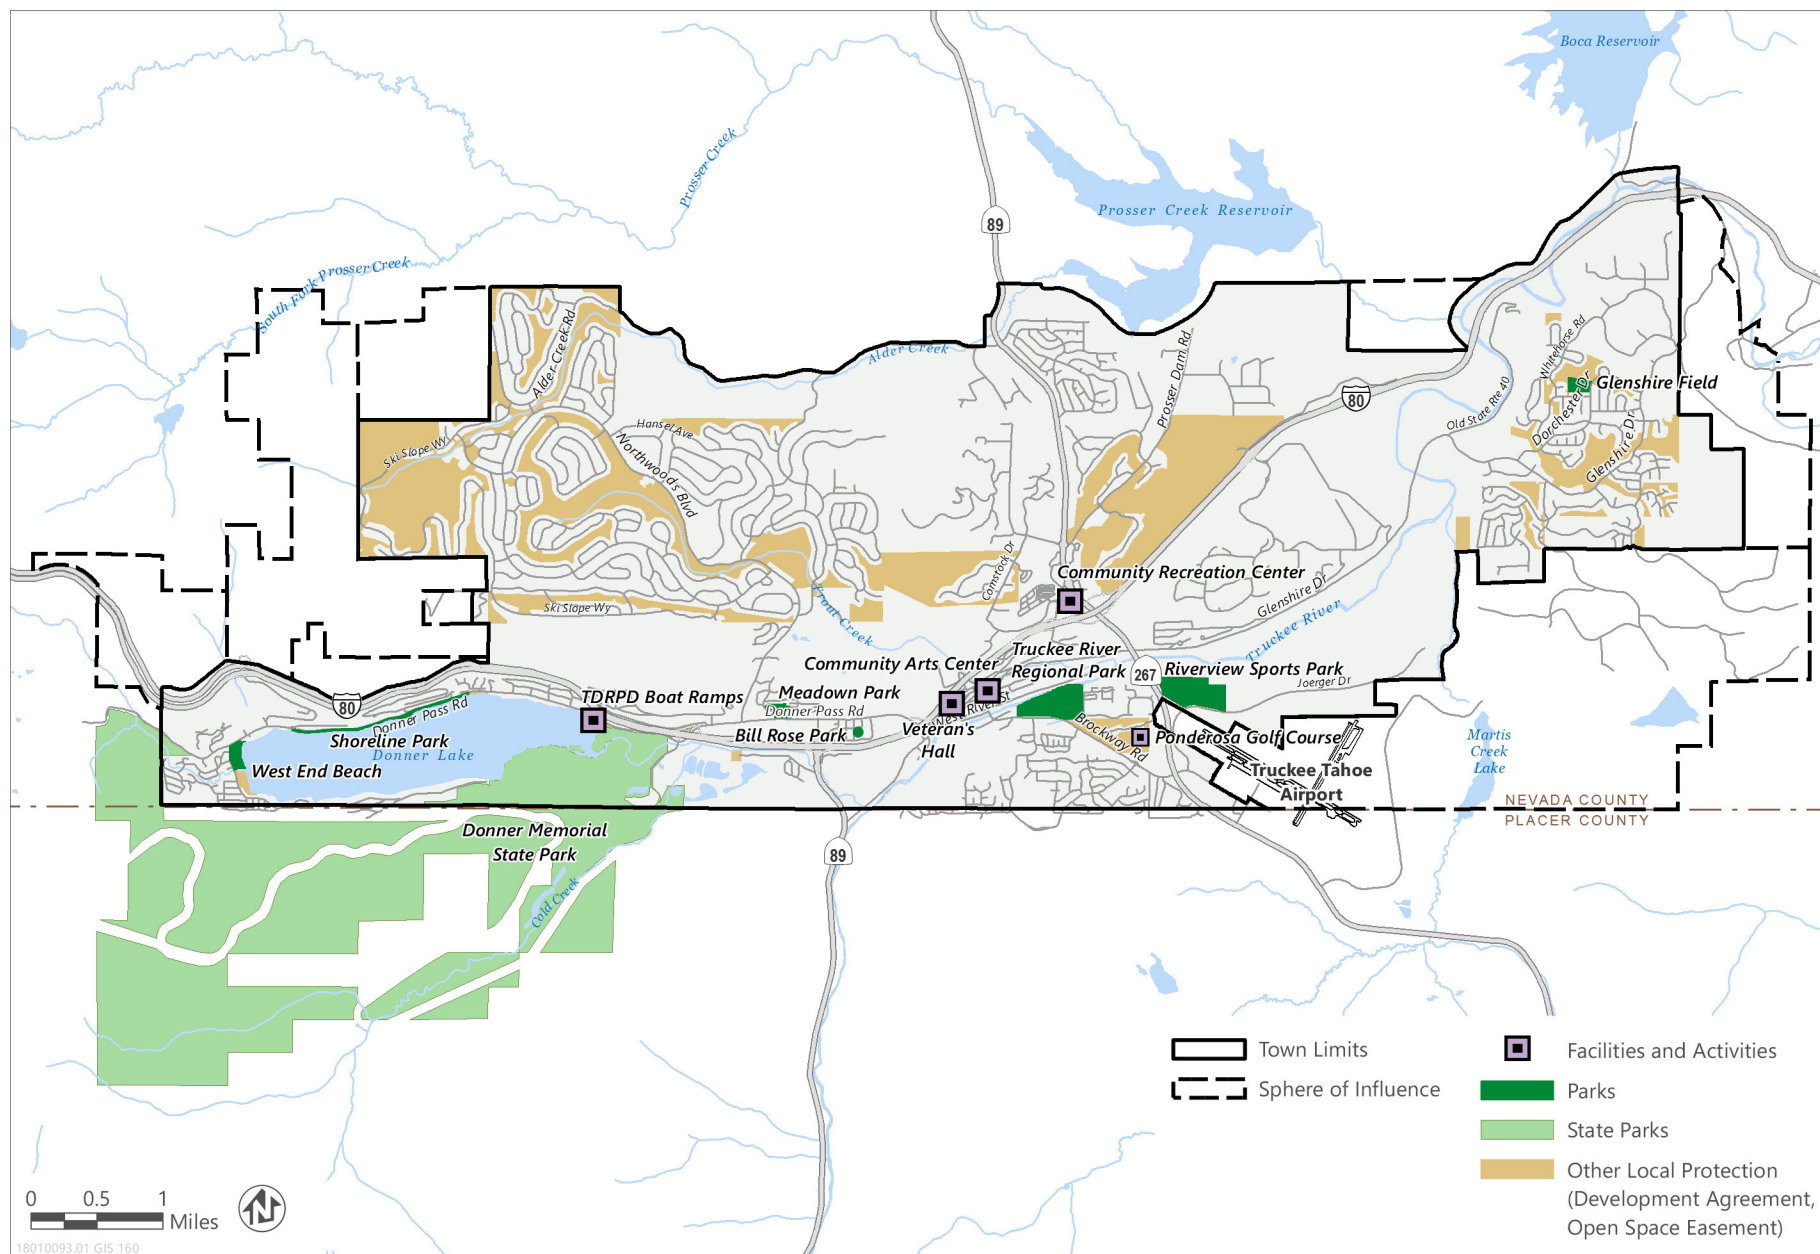 Boca Reservoir
Prosser Creek
Prosser Creek Reservoir
89
South Fork Prosser Creek
Alder Creek Rd
Alder Creek
Prosser Dam Rd
Whitehorse Rd
Glenshire Field
80
Old State Rte 40
Dorchester Dr
Glenshire Dr
Hansel Ave
Ski Slope Wy
Northwoods Blvd
Comstock Dr
Community Recreation Center
Glenshire Dr
Ski Slope Wy
Trout Creek
Truckee River
Truckee River
Regional Park
Community Arts Center
267
Riverview Sports Park
Joerger Dr
TDRPD Boat Ramps
Meadown Park
Donner Pass Rd
West River St
80
Donner Pass Rd
Bill Rose Park
Veteran's
Hall
Brockway Rd
Ponderosa Golf Course
Shoreline Park
Donner Lake
West End Beach
Truckee Tahoe
Airport
Martis
Creek
Lake
NEVADA COUNTY
PLACER COUNTY
Donner Memorial
State Park
89
Cold Creek
Town Limits
Sphere of Influence
Facilities and Activities
Parks
State Parks
Other Local Protection
(Development Agreement,
Open Space Easement)
0 0.5 1
Miles
N
18010093.01 GIS 160